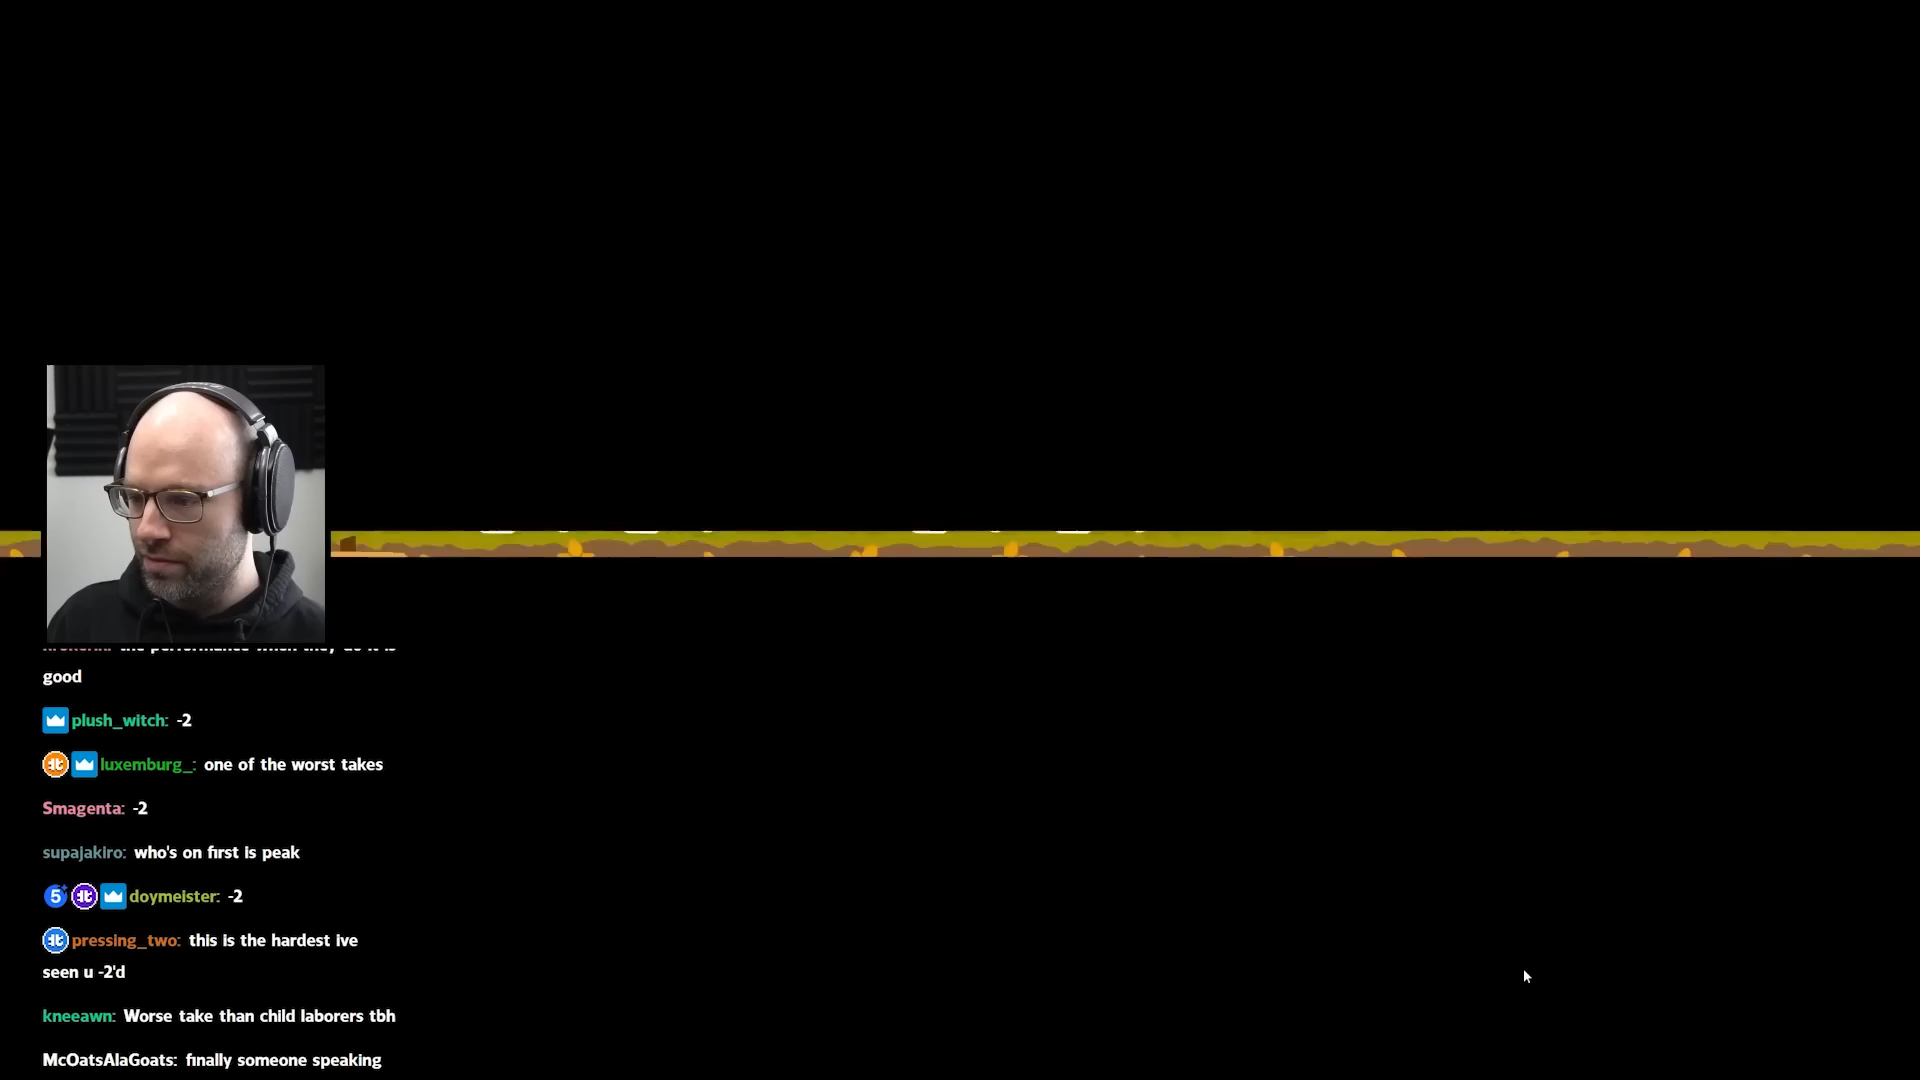 good
plush_witch: -2
luxemburg_: one of the worst takes
Smagenta: -2
supajakiro: who's on first is peak
5 doymeister: -2
pressing_two: this is the hardest ive
seen u -2'd
kneeawn: Worse take than child laborers tbh
McOatsAlaGoats: finally someone speaking